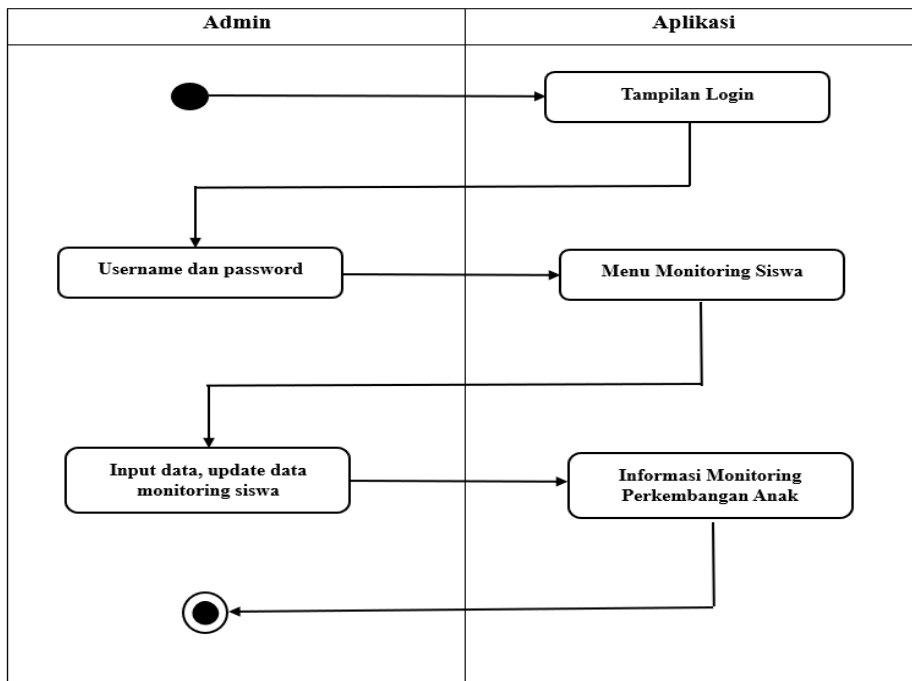 Admin
Aplikasi
Tampilan Login
Username dan password
Menu Monitoring Siswa
Input data, update data
monitoring siswa
Informasi Monitoring
Perkembangan Anak